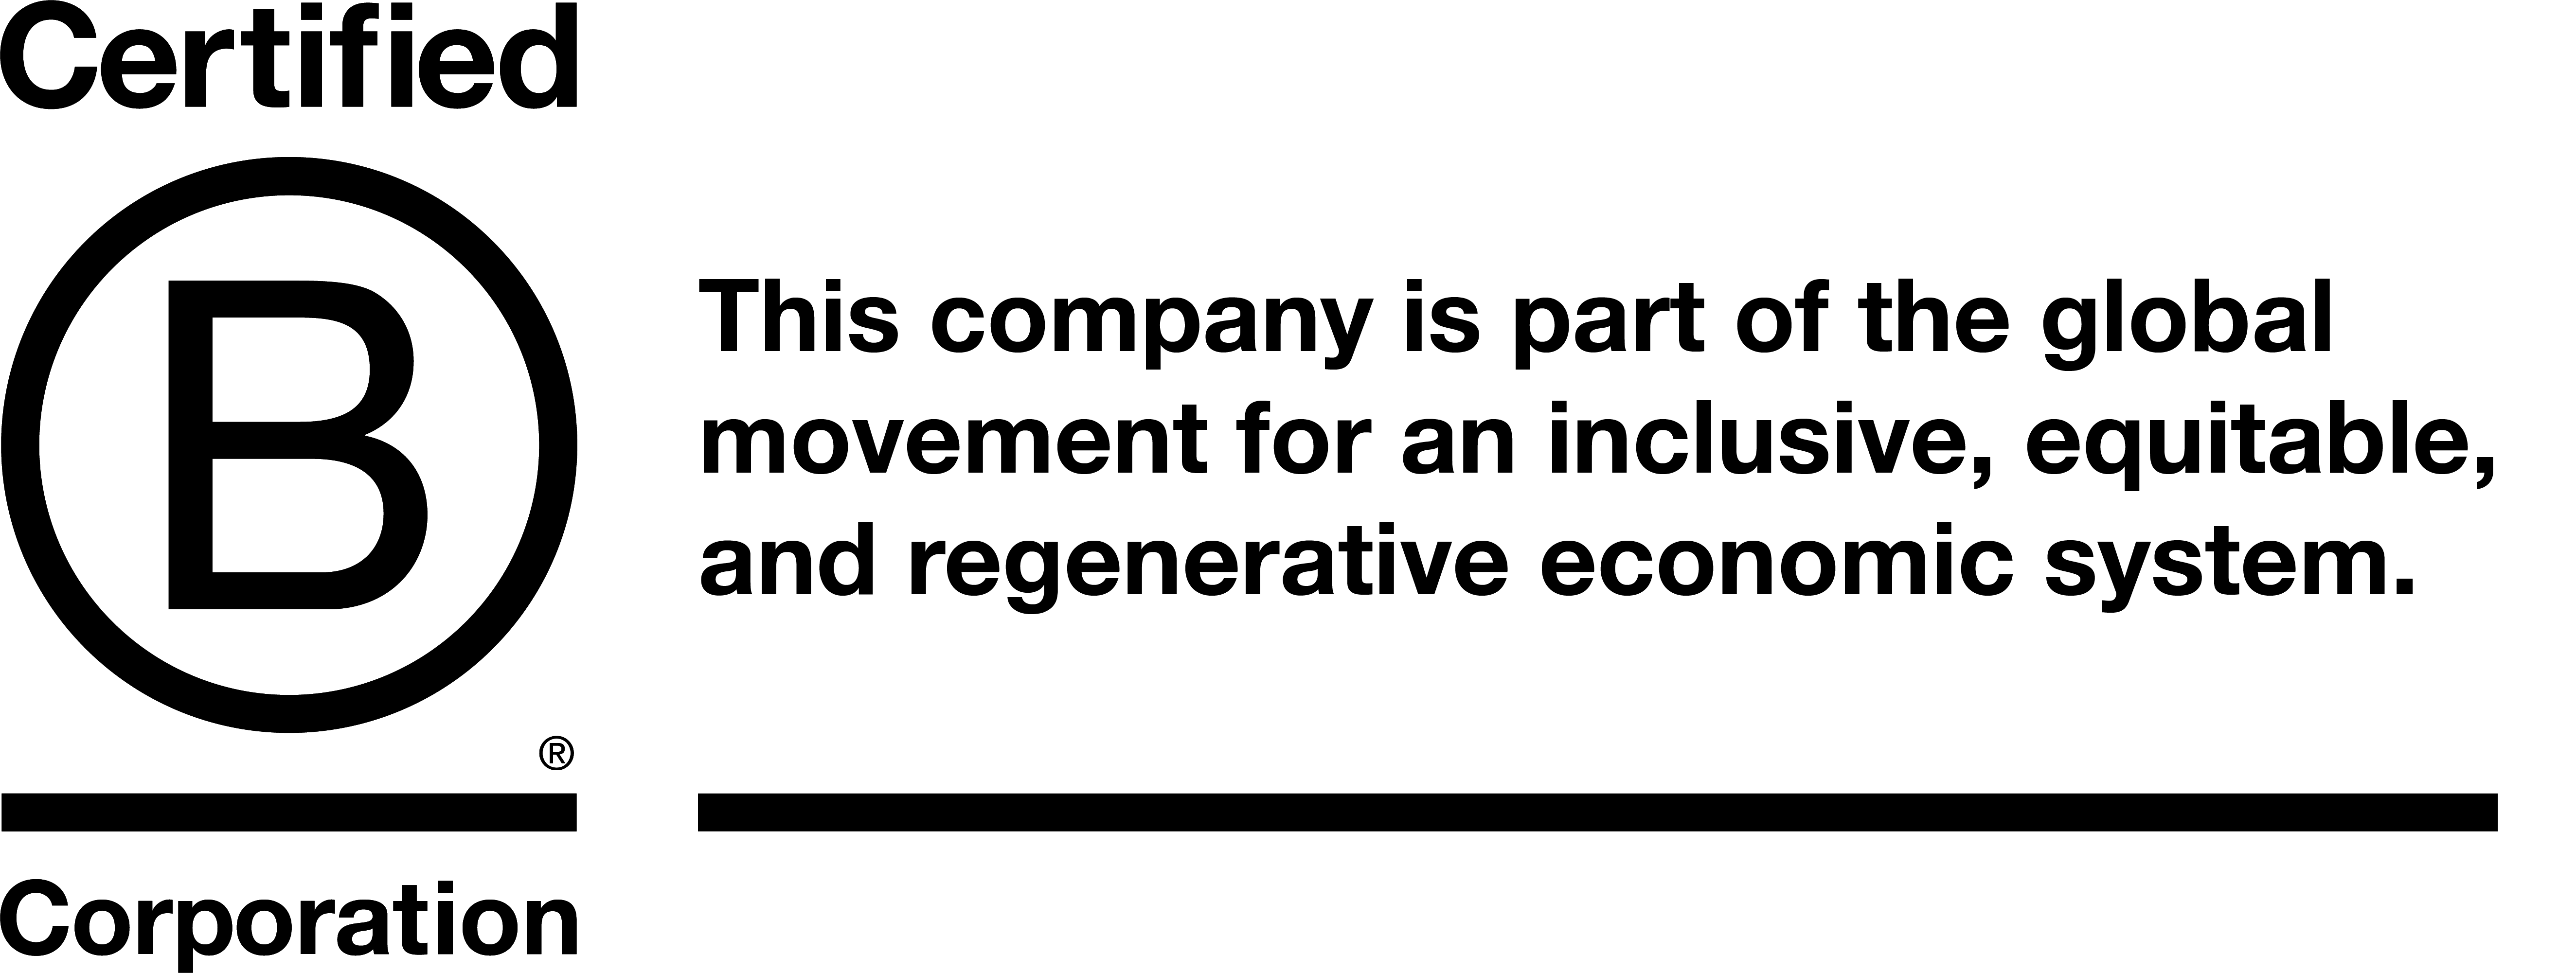 Certified
B
®
Corporation
This company is part of the global
movement for an inclusive, equitable,
and regenerative economic system.